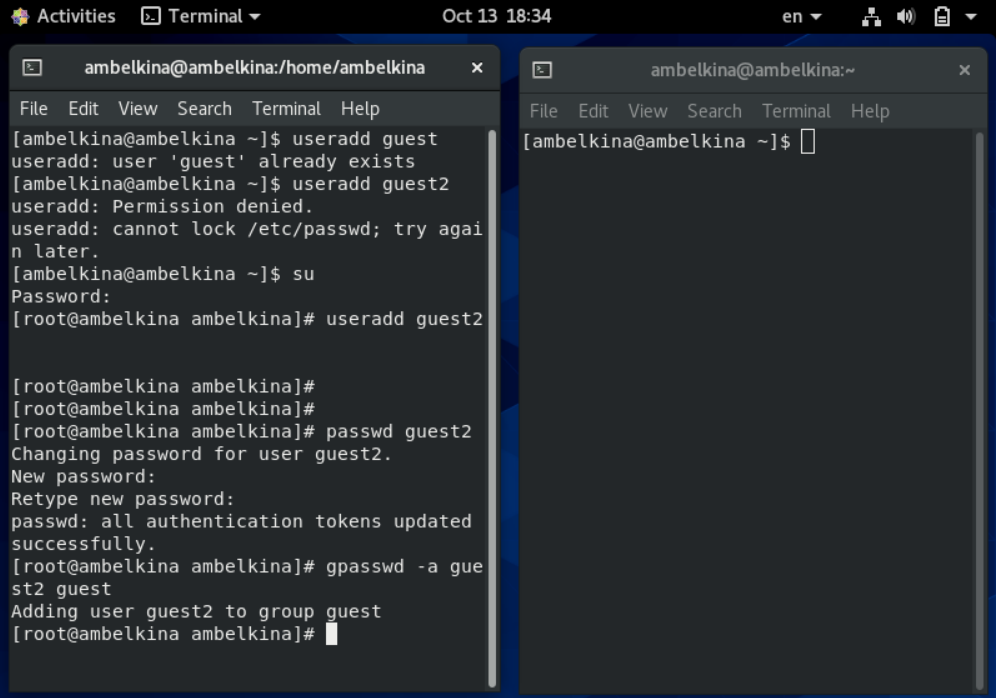 Activities Terminal Oct 13 18:34 en
ambelkina@ambelkina:/home/ambelkina
File Edit View Search Terminal Help
[ambelkina@ambelkina ~]$ useradd guest
useradd: user 'guest' already exists
[ambelkina@ambelkina ~]$ useradd guest2
useradd: Permission denied.
useradd: cannot lock /etc/passwd; try agai
n later.
[ambelkina@ambelkina ~]$ su
Password:
[root@ambelkina ambelkina]# useradd guest2
[root@ambelkina ambelkina]#
[root@ambelkina ambelkina]#
[root@ambelkina ambelkina]# passwd guest2
Changing password for user guest2.
New password:
Retype new password:
passwd: all authentication tokens updated
successfully.
[root@ambelkina ambelkina]# gpasswd -a gue
st2 guest
Adding user guest2 to group guest
[root@ambelkina ambelkina]#
ambelkina@ambelkina:~
File Edit View Search Terminal Help
[ambelkina@ambelkina ~]$